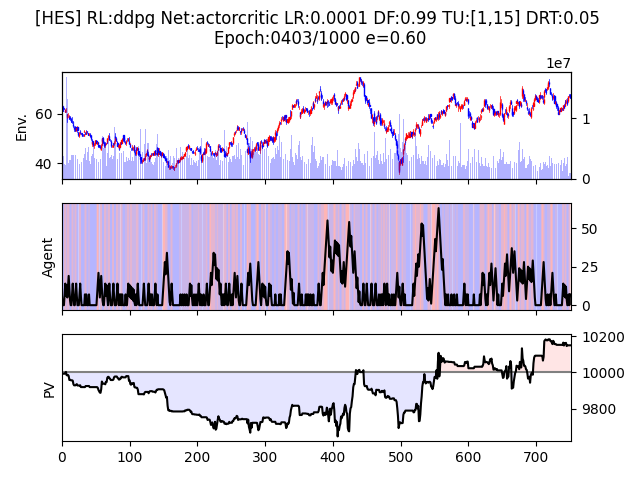 [HES] RL:ddpg Net:actorcritic LR:0.0001 DF:0.99 TU:[1,15] DRT:0.05
Epoch:0403/1000 e=0.60
1e7
Env.
60
40
1
0
Agent
50
25
0
PV
10200
10000
9800
0 100 200 300 400 500 600 700